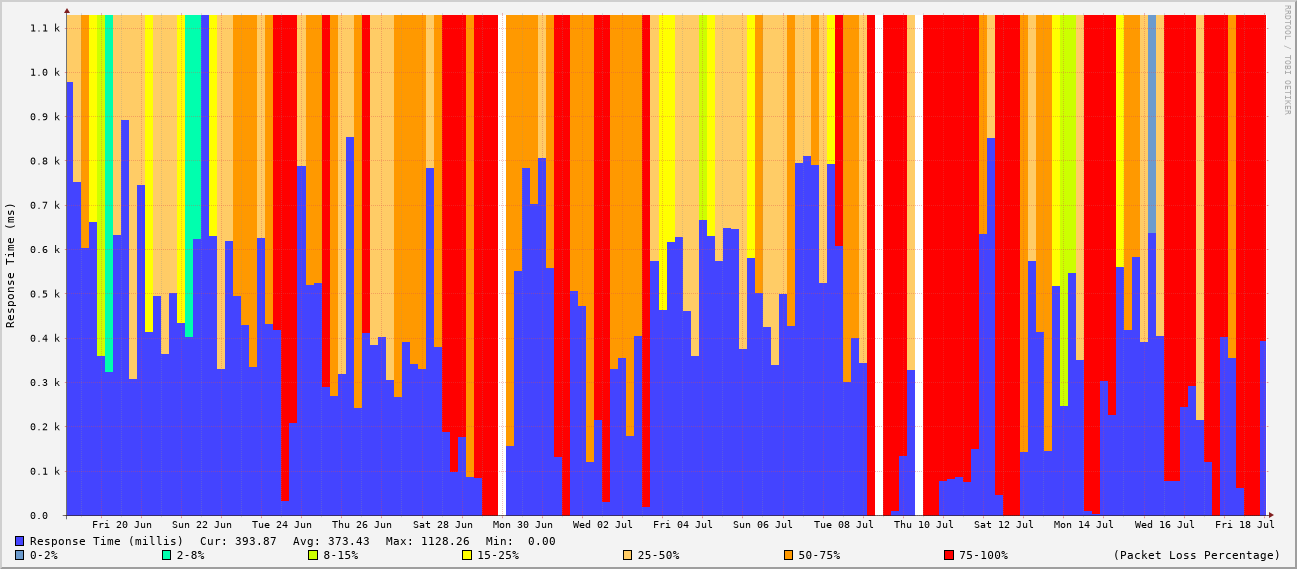 RRDTOOL / TOBI OETIKER
Response Time (ms)
1.1 k
1.0 k
0.9 k
0.8 k
0.7 k
0.6 k
0.5 k
0.4 k
0.3 k
0.2 k
0.1 k
0.0
Fri 20 Jun Sun 22 Jun Tue 24 Jun Thu 26 Jun Sat 28 Jun Mon 30 Jun Wed 02 Jul Fri 04 Jul Sun 06 Jul Tue 08 Jul Thu 10 Jul Sat 12 Jul Mon 14 Jul Wed 16 Jul Fri 18 Jul
Response Time (millis) Cur: 393.87 Avg: 373.43 Max: 1128.26 Min: 0.00
0-2% 2-8% 8-15% 15-25% 25-50% 50-75% 75-100% (Packet Loss Percentage)